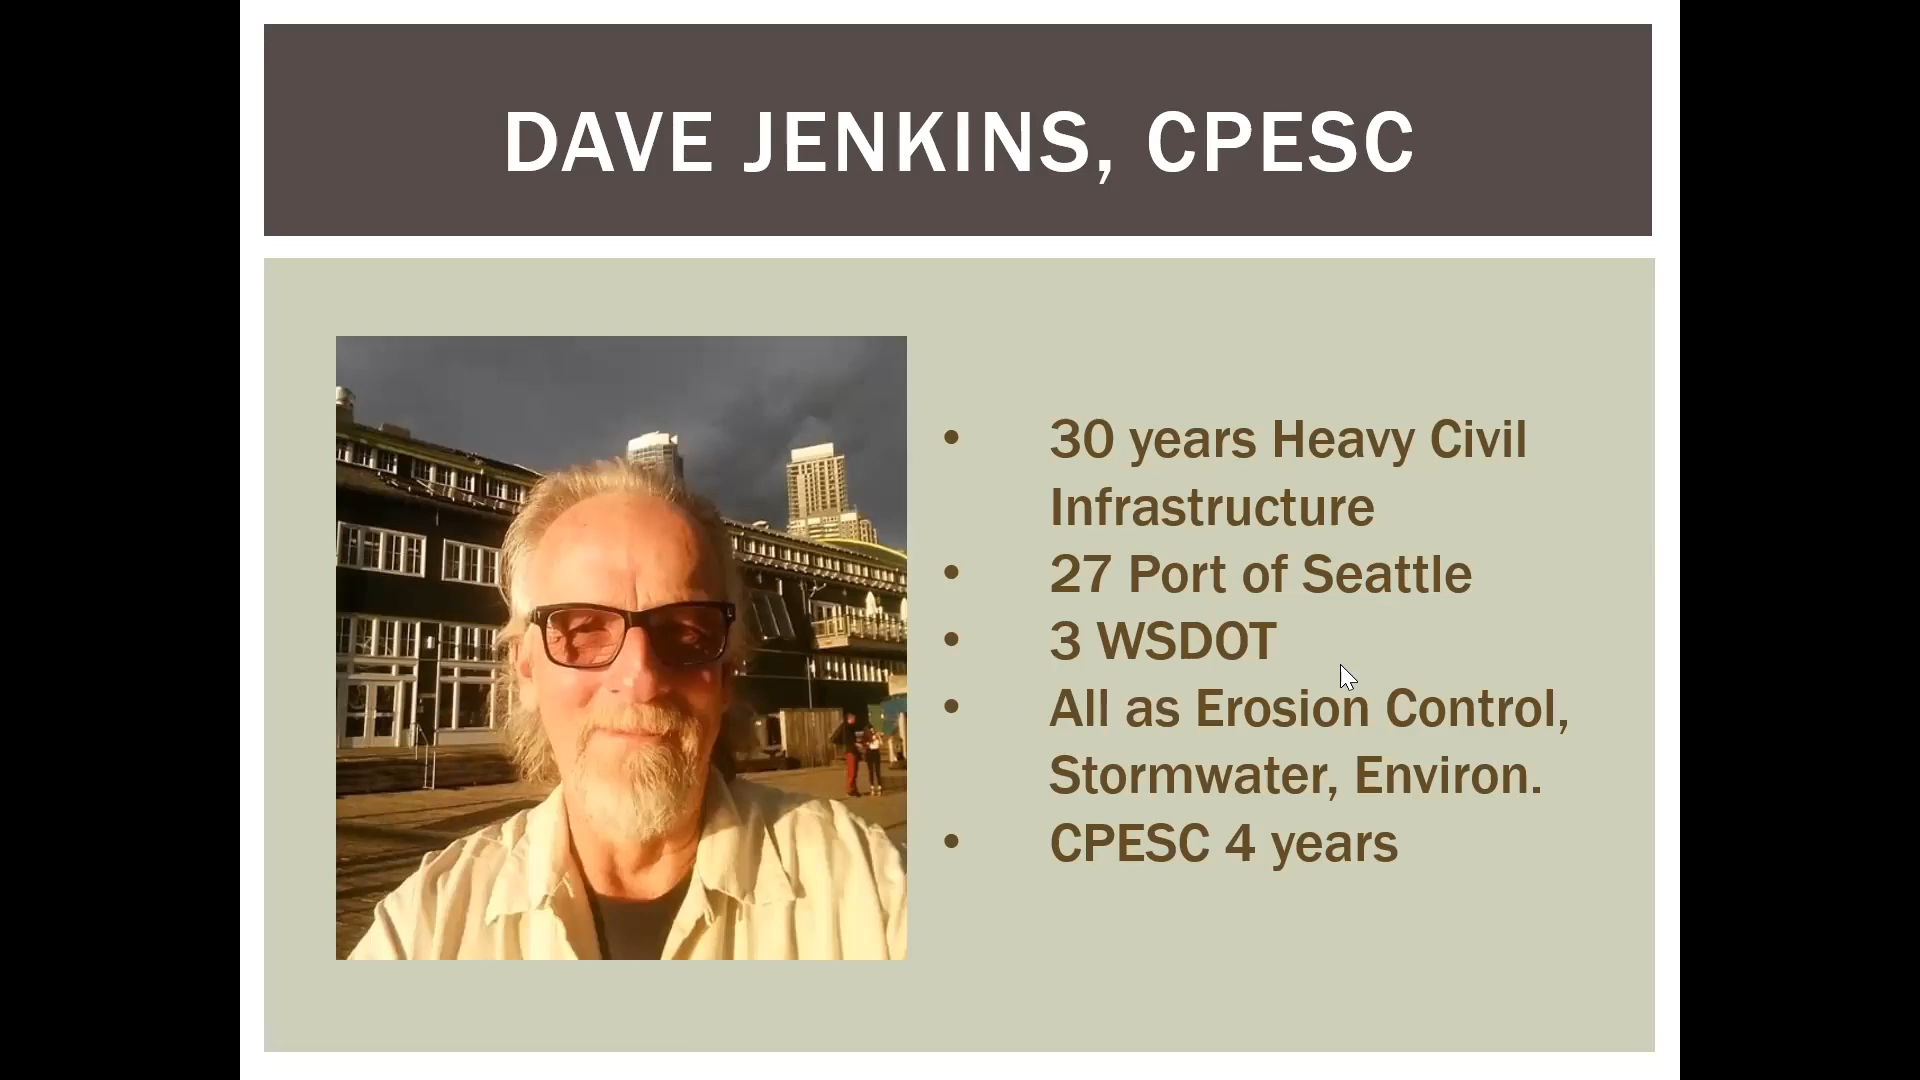 DAVE JENKINS, CPESC
• 30 years Heavy Civil
Infrastructure
• 27 Port of Seattle
• 3 WSDOT
• All as Erosion Control,
Stormwater, Environ.
• CPESC 4 years